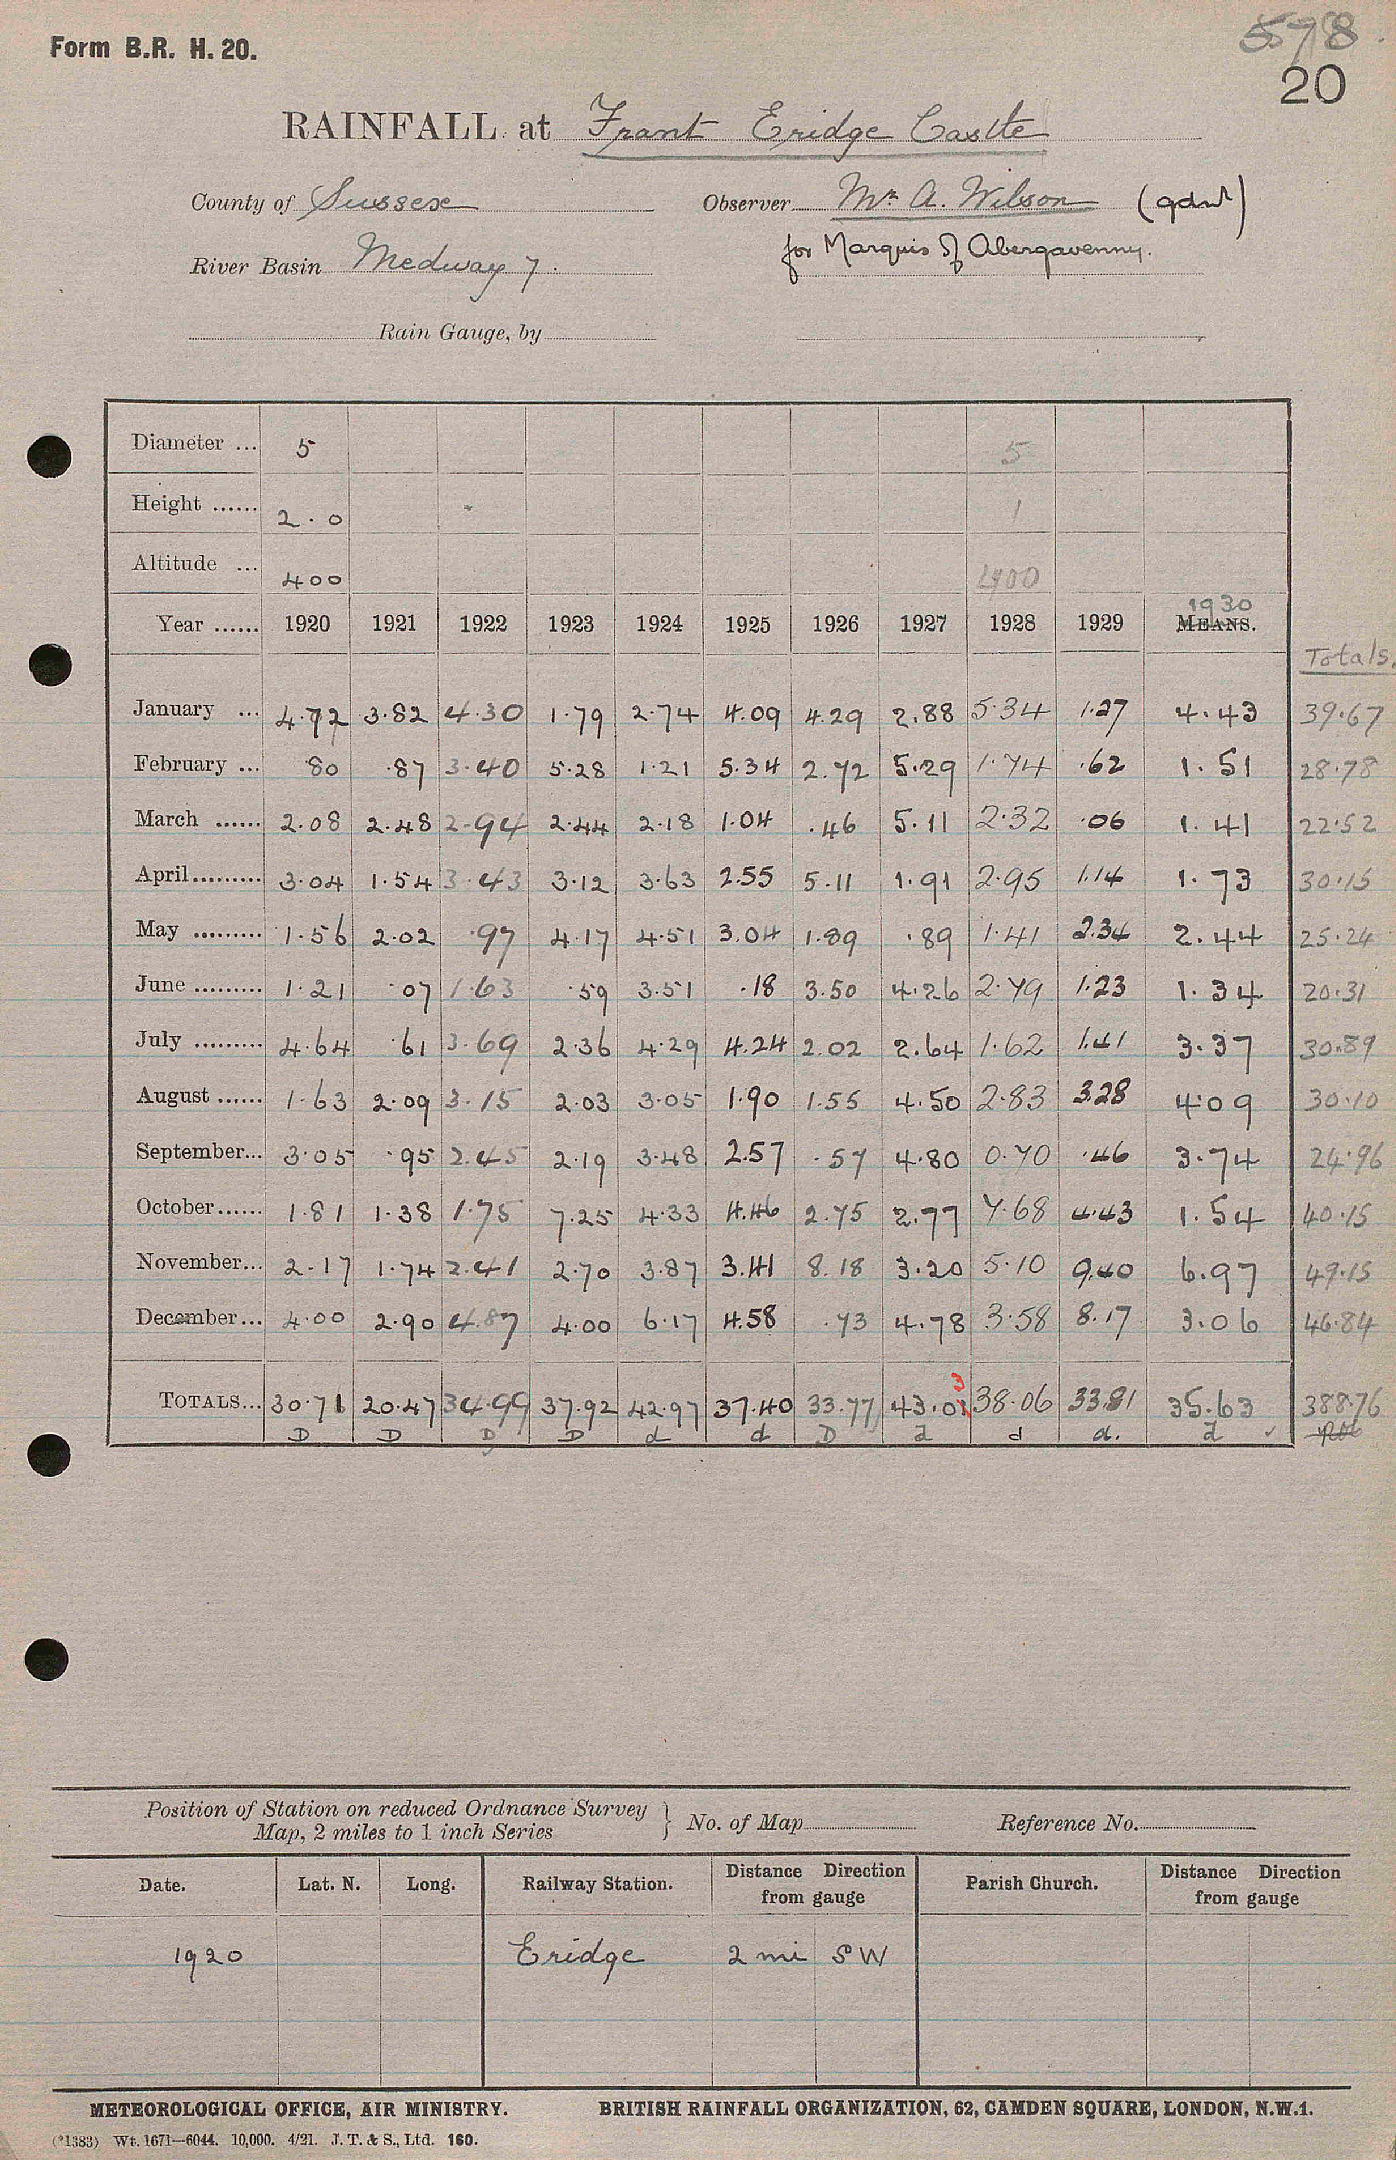 Form B.R. H. 20.
578
20
RAINFALL at Frant Eridge Castle
County of Sussex Observer Mr A. Wilson (gdnr)
River Basin Medway 7. for Marquis of Abergavenny.
Rain Gauge, by
Diameter ... 5 5
Height ...... 2.0 1
Altitude ... 400 400
1930
Year ...... 1920 1921 1922 1923 1924 1925 1926 1927 1928 1929 MEANS.
Totals.
January ... 4.72 3.82 4.30 1.79 2.74 4.09 4.29 2.88 5.34 1.27 4.43 39.67
February ... .80 .87 3.40 5.28 1.21 5.34 2.72 5.29 1.74 .62 1.51 28.78
March ...... 2.08 2.48 2.94 2.44 2.18 1.04 .46 5.11 2.32 .06 1.41 22.52
April......... 3.04 1.54 3.43 3.12 3.63 2.55 5.11 1.91 2.95 1.14 1.73 30.15
May ......... 1.56 2.02 .97 4.17 4.51 3.04 1.89 .89 1.41 2.34 2.44 25.24
June ......... 1.21 .07 1.63 .59 3.51 .18 3.50 4.26 2.79 1.23 1.34 20.31
July ......... 4.64 .61 3.69 2.36 4.29 4.24 2.02 2.64 1.62 1.41 3.37 30.89
August ...... 1.63 2.09 3.15 2.03 3.05 1.90 1.55 4.50 2.83 3.28 4.09 30.10
September... 3.05 .95 2.45 2.19 3.48 2.57 .57 4.80 0.70 .46 3.74 24.96
October...... 1.81 1.38 1.75 7.25 4.33 4.46 2.75 2.77 7.68 4.43 1.54 40.15
November... 2.17 1.74 2.41 2.70 3.87 3.41 8.18 3.20 5.10 9.40 6.97 49.15
December... 4.00 2.90 4.87 4.00 6.17 4.58 .73 4.78 3.58 8.17 3.06 46.84
3
TOTALS... 30.71 20.47 34.99 37.92 42.97 37.40 33.77 43.01 38.06 33.81 35.63 388.76
D D D D d d D d d d. d ✓
Position of Station on reduced Ordnance Survey
Map, 2 miles to 1 inch Series } No. of Map Reference No.
Date. Lat. N. Long. Railway Station. Distance Direction from gauge Parish Church. Distance Direction from gauge
1920 Eridge 2 mi SW
METEOROLOGICAL OFFICE, AIR MINISTRY. BRITISH RAINFALL ORGANIZATION, 62, CAMDEN SQUARE, LONDON, N.W.1.
(*1383) Wt. 1671—6044. 10,000. 4/21. J. T. & S., Ltd. 160.